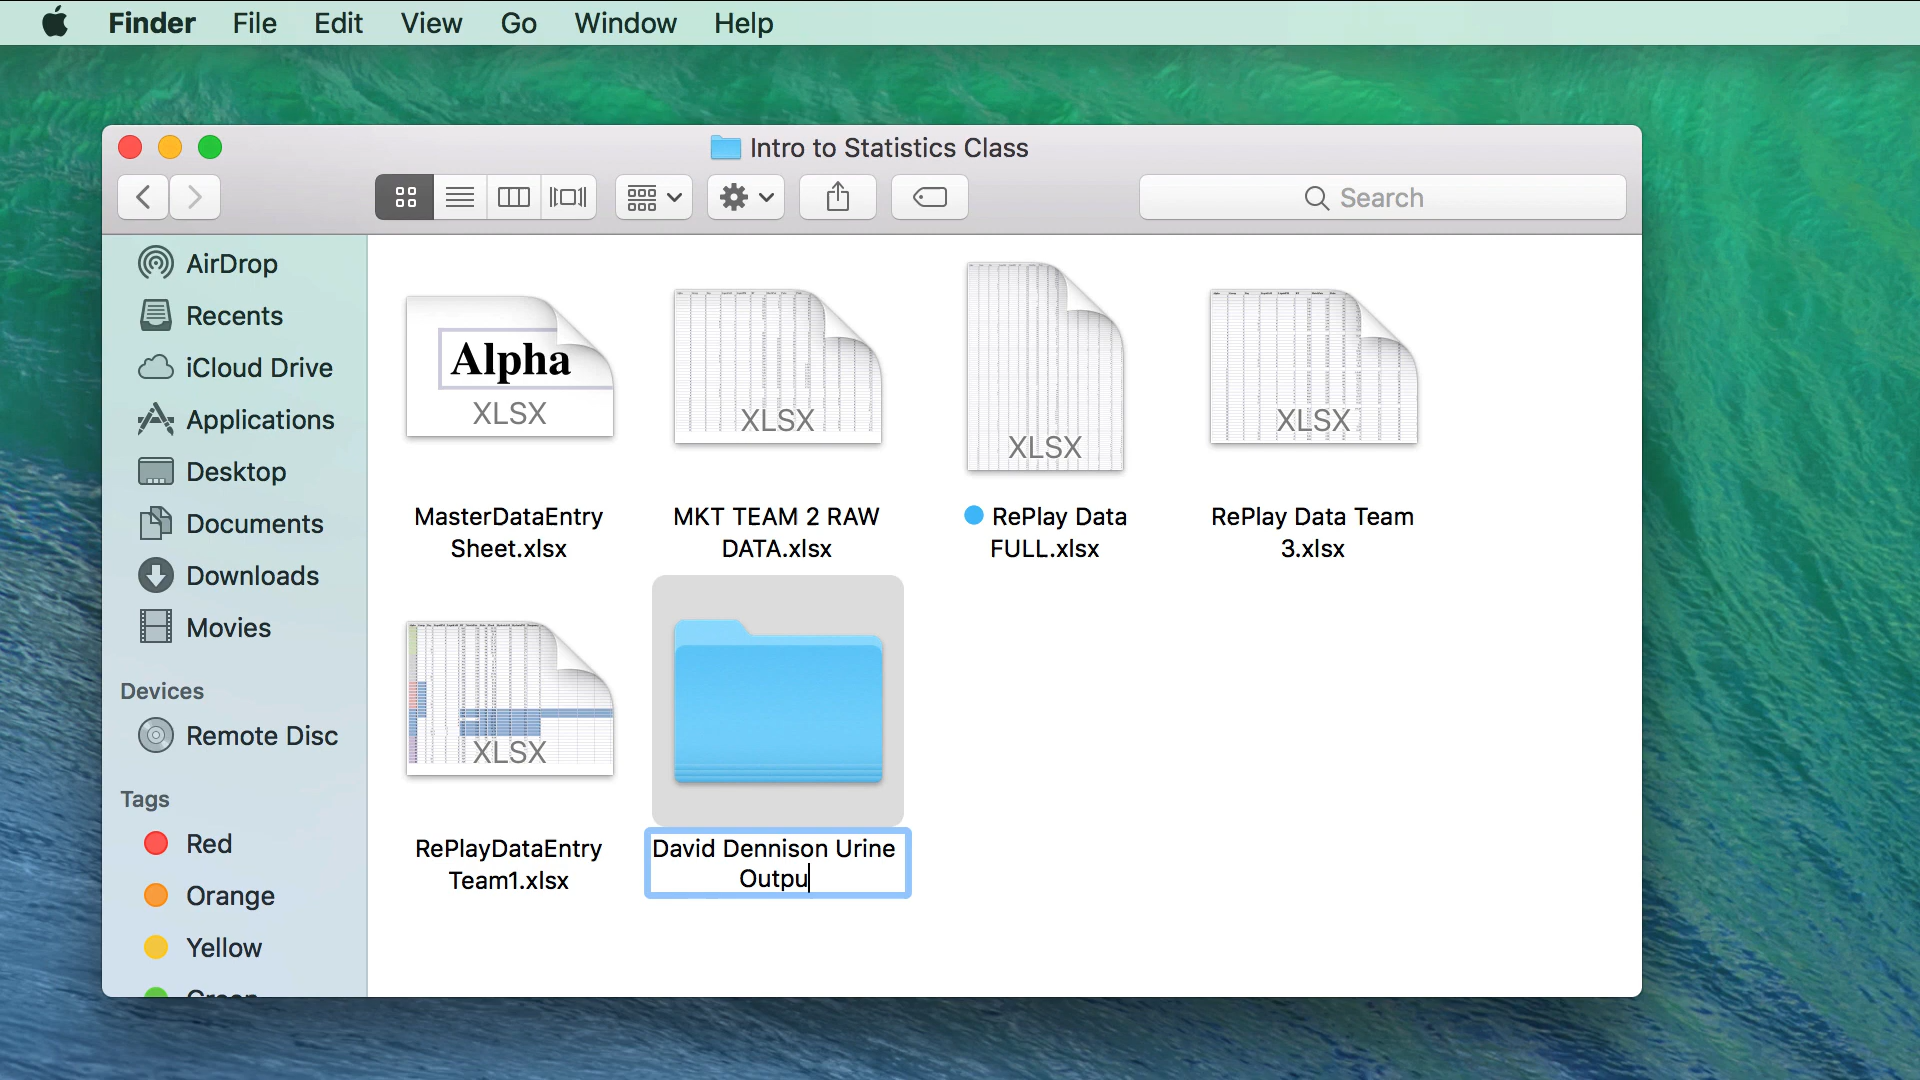 Finder File Edit View Go Window Help
Intro to Statistics Class
Search
AirDrop
Recents
iCloud Drive
Applications
Desktop
Documents
Downloads
Movies
Devices
Remote Disc
Tags
Red
Orange
Yellow
Alpha
XLSX
MasterDataEntry
Sheet.xlsx
XLSX
MKT TEAM 2 RAW
DATA.xlsx
XLSX
RePlay Data
FULL.xlsx
XLSX
RePlay Data Team
3.xlsx
XLSX
RePlayDataEntry
Team1.xlsx
David Dennison Urine
Outpu